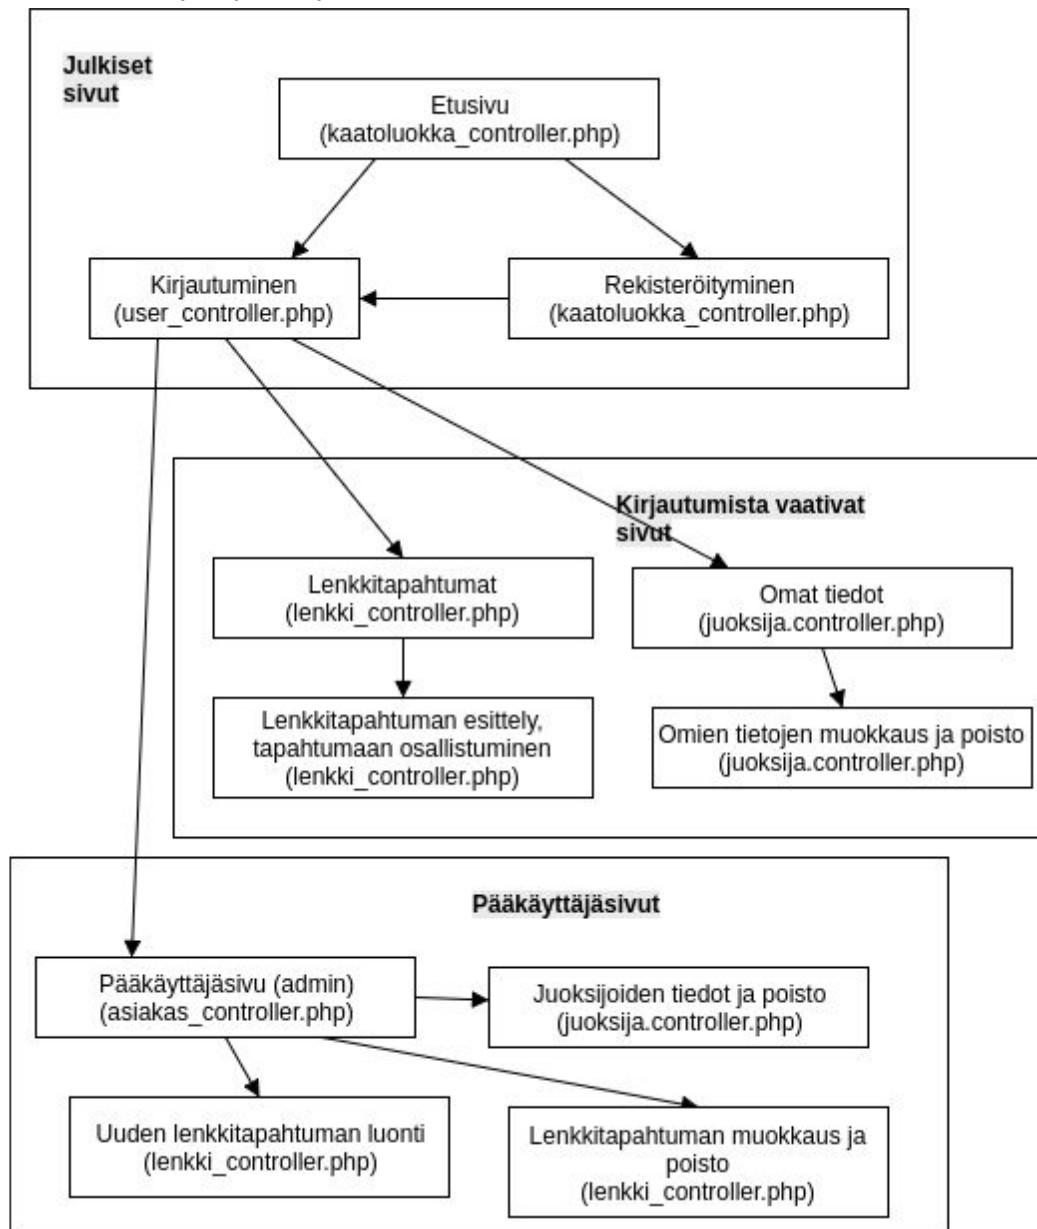 Julkiset
sivut
Etusivu
(kaatoluokka_controller.php)
Kirjautuminen
(user_controller.php)
Rekisteröityminen
(kaatoluokka_controller.php)
Kirjautumista vaativat
sivut
Lenkkitapahtumat
(lenkki_controller.php)
Omat tiedot
(juoksija.controller.php)
Lenkkitapahtuman esittely,
tapahtumaan osallistuminen
(lenkki_controller.php)
Omien tietojen muokkaus ja poisto
(juoksija.controller.php)
Pääkäyttäjäsivut
Pääkäyttäjäsivu (admin)
(asiakas_controller.php)
Juoksijoiden tiedot ja poisto
(juoksija.controller.php)
Uuden lenkkitapahtuman luonti
(lenkki_controller.php)
Lenkkitapahtuman muokkaus ja
poisto
(lenkki_controller.php)